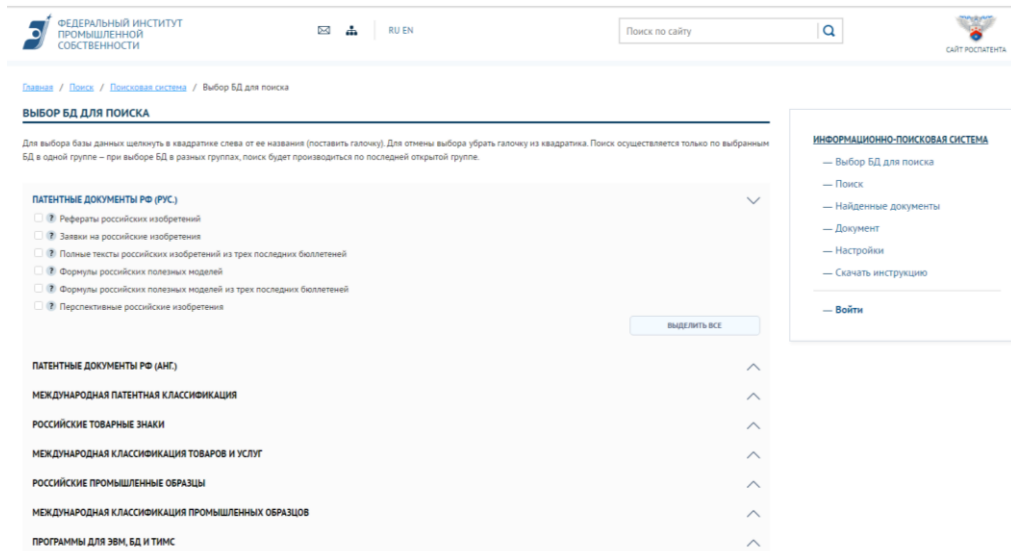 ФЕДЕРАЛЬНЫЙ ИНСТИТУТ
ПРОМЫШЛЕННОЙ
СОБСТВЕННОСТИ
RU EN
Поиск по сайту
САЙТ РОСПАТЕНТА
Главная / Поиск / Поисковая система / Выбор БД для поиска
ВЫБОР БД ДЛЯ ПОИСКА
Для выбора базы данных щелкнуть в квадратике слева от ее названия (поставить галочку). Для отмены выбора убрать галочку из квадратика. Поиск осуществляется только по выбранным
БД в одной группе – при выборе БД в разных группах, поиск будет производиться по последней открытой группе.
ПАТЕНТНЫЕ ДОКУМЕНТЫ РФ (РУС.)
? Рефераты российских изобретений
? Заявки на российские изобретения
? Полные тексты российских изобретений из трех последних бюллетеней
? Формулы российских полезных моделей
? Формулы российских полезных моделей из трех последних бюллетеней
? Перспективные российские изобретения
ВЫДЕЛИТЬ ВСЕ
ПАТЕНТНЫЕ ДОКУМЕНТЫ РФ (АНГ.)
МЕЖДУНАРОДНАЯ ПАТЕНТНАЯ КЛАССИФИКАЦИЯ
РОССИЙСКИЕ ТОВАРНЫЕ ЗНАКИ
МЕЖДУНАРОДНАЯ КЛАССИФИКАЦИЯ ТОВАРОВ И УСЛУГ
РОССИЙСКИЕ ПРОМЫШЛЕННЫЕ ОБРАЗЦЫ
МЕЖДУНАРОДНАЯ КЛАССИФИКАЦИЯ ПРОМЫШЛЕННЫХ ОБРАЗЦОВ
ПРОГРАММЫ ДЛЯ ЭВМ, БД И ТИМС
ИНФОРМАЦИОННО-ПОИСКОВАЯ СИСТЕМА
— Выбор БД для поиска
— Поиск
— Найденные документы
— Документ
— Настройки
— Скачать инструкцию
— Войти